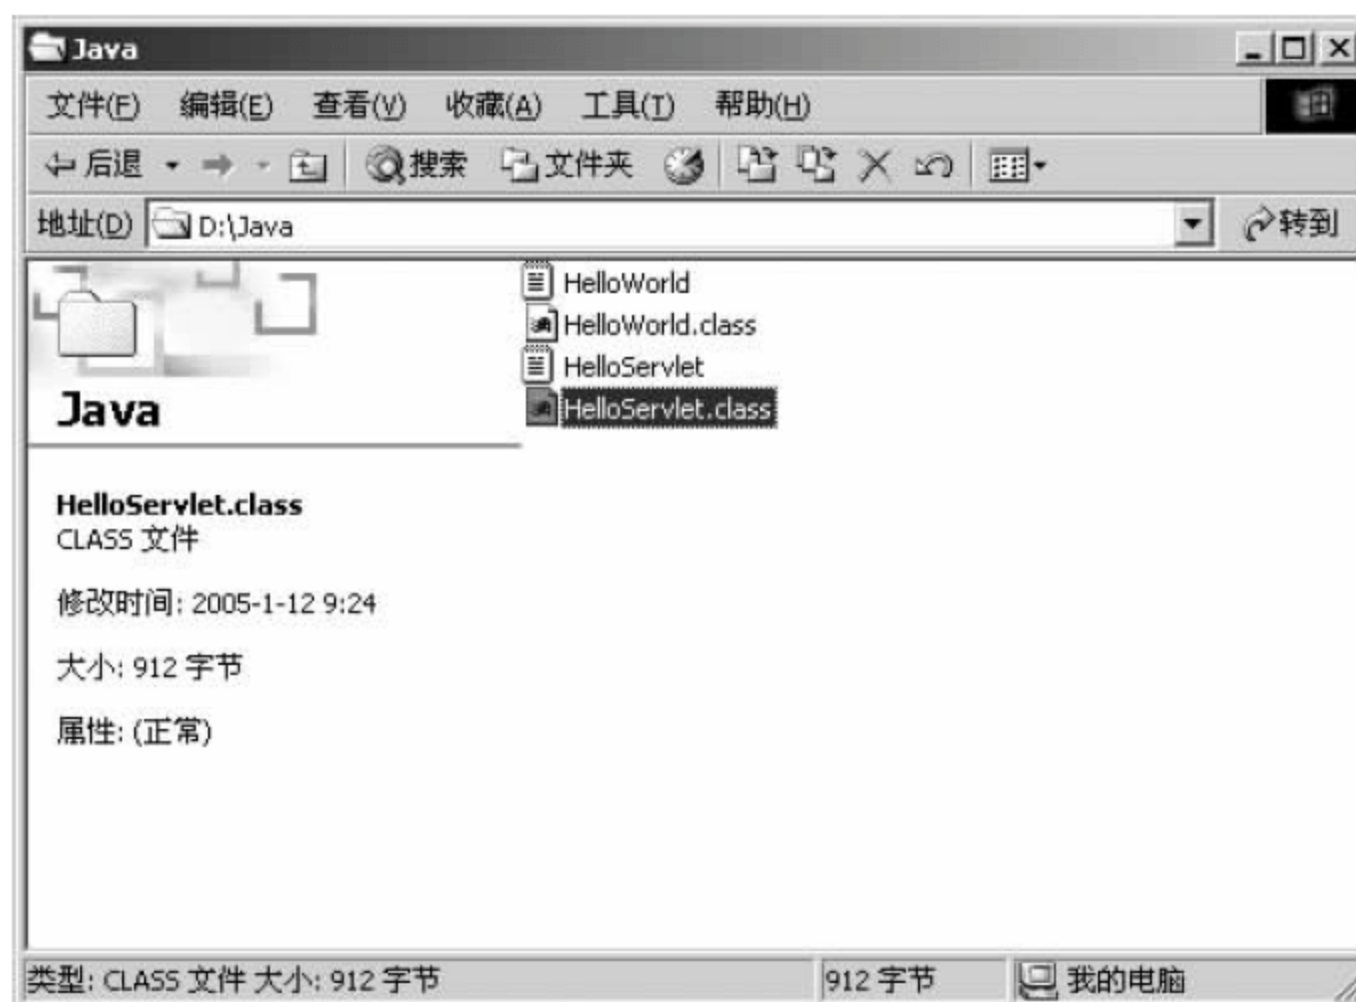 Java
文件(F) 编辑(E) 查看(V) 收藏(A) 工具(T) 帮助(H)
后退 搜索 文件夹
地址(D) D:\Java 转到
HelloWorld
HelloWorld.class
HelloServlet
HelloServlet.class
Java
HelloServlet.class
CLASS 文件
修改时间: 2005-1-12 9:24
大小: 912 字节
属性: (正常)
类型: CLASS 文件 大小: 912 字节 912 字节 我的电脑